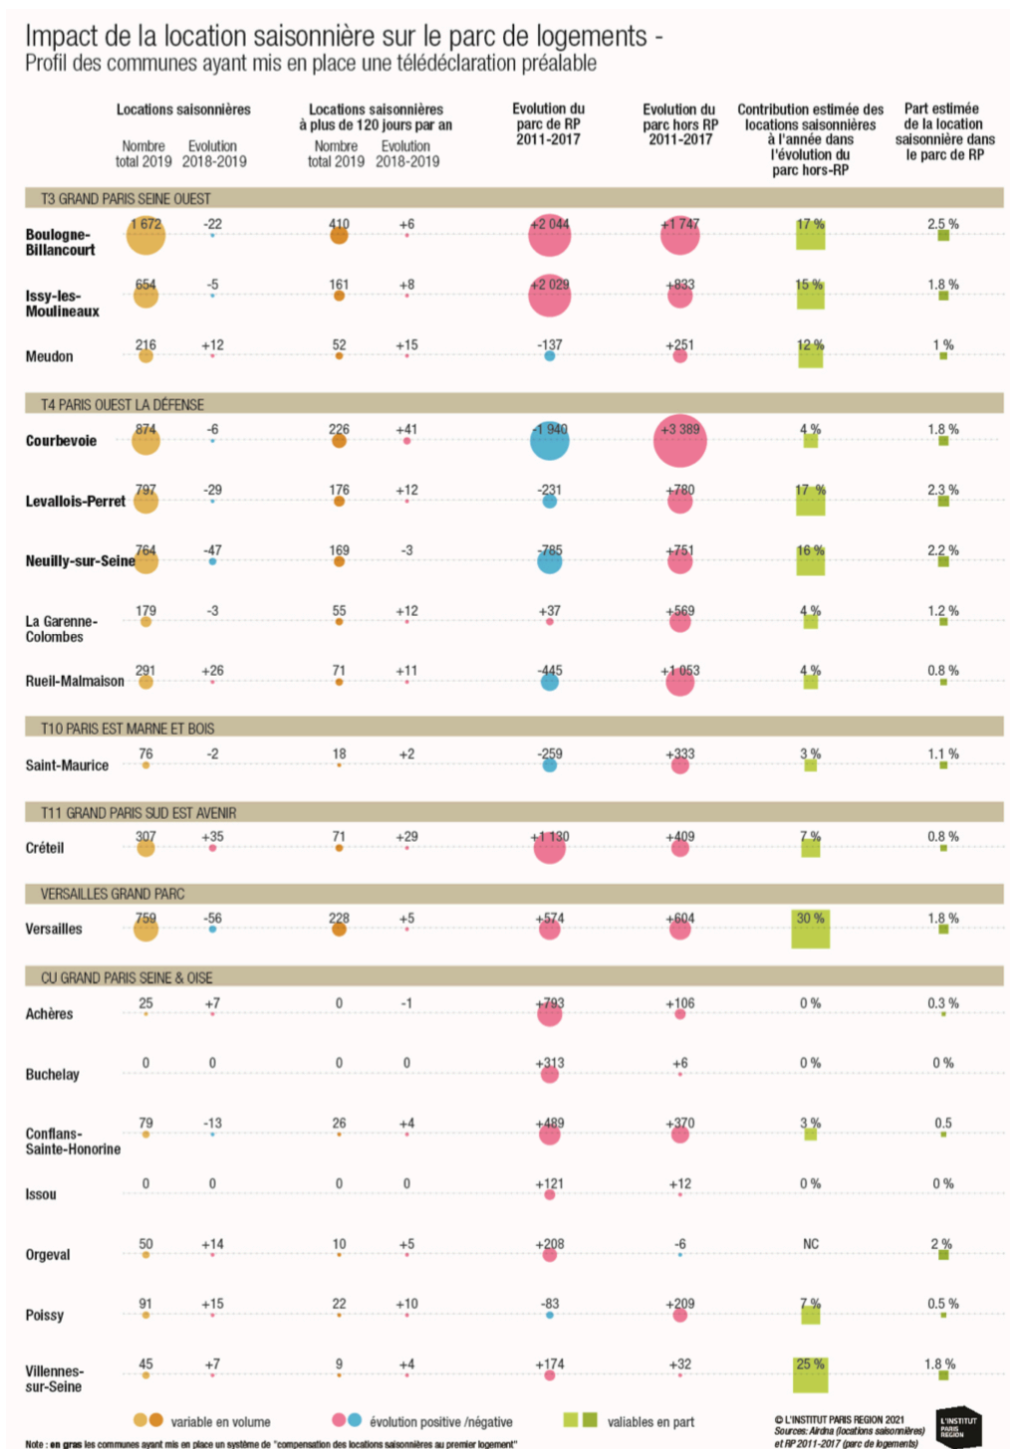 Impact de la location saisonnière sur le parc de logements -
Profil des communes ayant mis en place une télédéclaration préalable
Locations saisonnières
Nombre total 2019
Evolution 2018-2019
Locations saisonnières à plus de 120 jours par an
Nombre total 2019
Evolution 2018-2019
Evolution du parc de RP 2011-2017
Evolution du parc hors RP 2011-2017
Contribution estimée des locations saisonnières à l'année dans l'évolution du parc hors-RP
Part estimée de la location saisonnière dans le parc de RP
T3 GRAND PARIS SEINE OUEST
Boulogne-Billancourt 1 672 -22 410 +6 +2 044 +1 747 17 % 2.5 %
Issy-les-Moulineaux 654 -5 161 +8 +2 029 +833 15 % 1.8 %
Meudon 216 +12 52 +15 -137 +251 12 % 1 %
T4 PARIS OUEST LA DÉFENSE
Courbevoie 874 -6 226 +41 -1 940 +3 389 4 % 1.8 %
Levallois-Perret 797 -29 176 +12 -231 +780 17 % 2.3 %
Neuilly-sur-Seine 764 -47 169 -3 -785 +751 16 % 2.2 %
La Garenne-Colombes 179 -3 55 +12 +37 +569 4 % 1.2 %
Rueil-Malmaison 291 +26 71 +11 -445 +1 053 4 % 0.8 %
T10 PARIS EST MARNE ET BOIS
Saint-Maurice 76 -2 18 +2 -259 +333 3 % 1.1 %
T11 GRAND PARIS SUD EST AVENIR
Créteil 307 +35 71 +29 +1 130 +409 7 % 0.8 %
VERSAILLES GRAND PARC
Versailles 759 -56 228 +5 +574 +604 30 % 1.8 %
CU GRAND PARIS SEINE & OISE
Achères 25 +7 0 -1 +793 +106 0 % 0.3 %
Buchelay 0 0 0 0 +313 +6 0 % 0 %
Conflans-Sainte-Honorine 79 -13 26 +4 +489 +370 3 % 0.5
Issou 0 0 0 0 +121 +12 0 % 0 %
Orgeval 50 +14 10 +5 +208 -6 NC 2 %
Poissy 91 +15 22 +10 -83 +209 7 % 0.5 %
Villennes-sur-Seine 45 +7 9 +4 +174 +32 25 % 1.8 %
variable en volume
évolution positive /négative
valiables en part
© L'INSTITUT PARIS REGION 2021
Sources: Airdna (locations saisonnières)
et RP 2011-2017 (parc de logements)
L'INSTITUT
PARIS
REGION
Note : en gras les communes ayant mis en place un système de "compensation des locations saisonnières au premier logement"